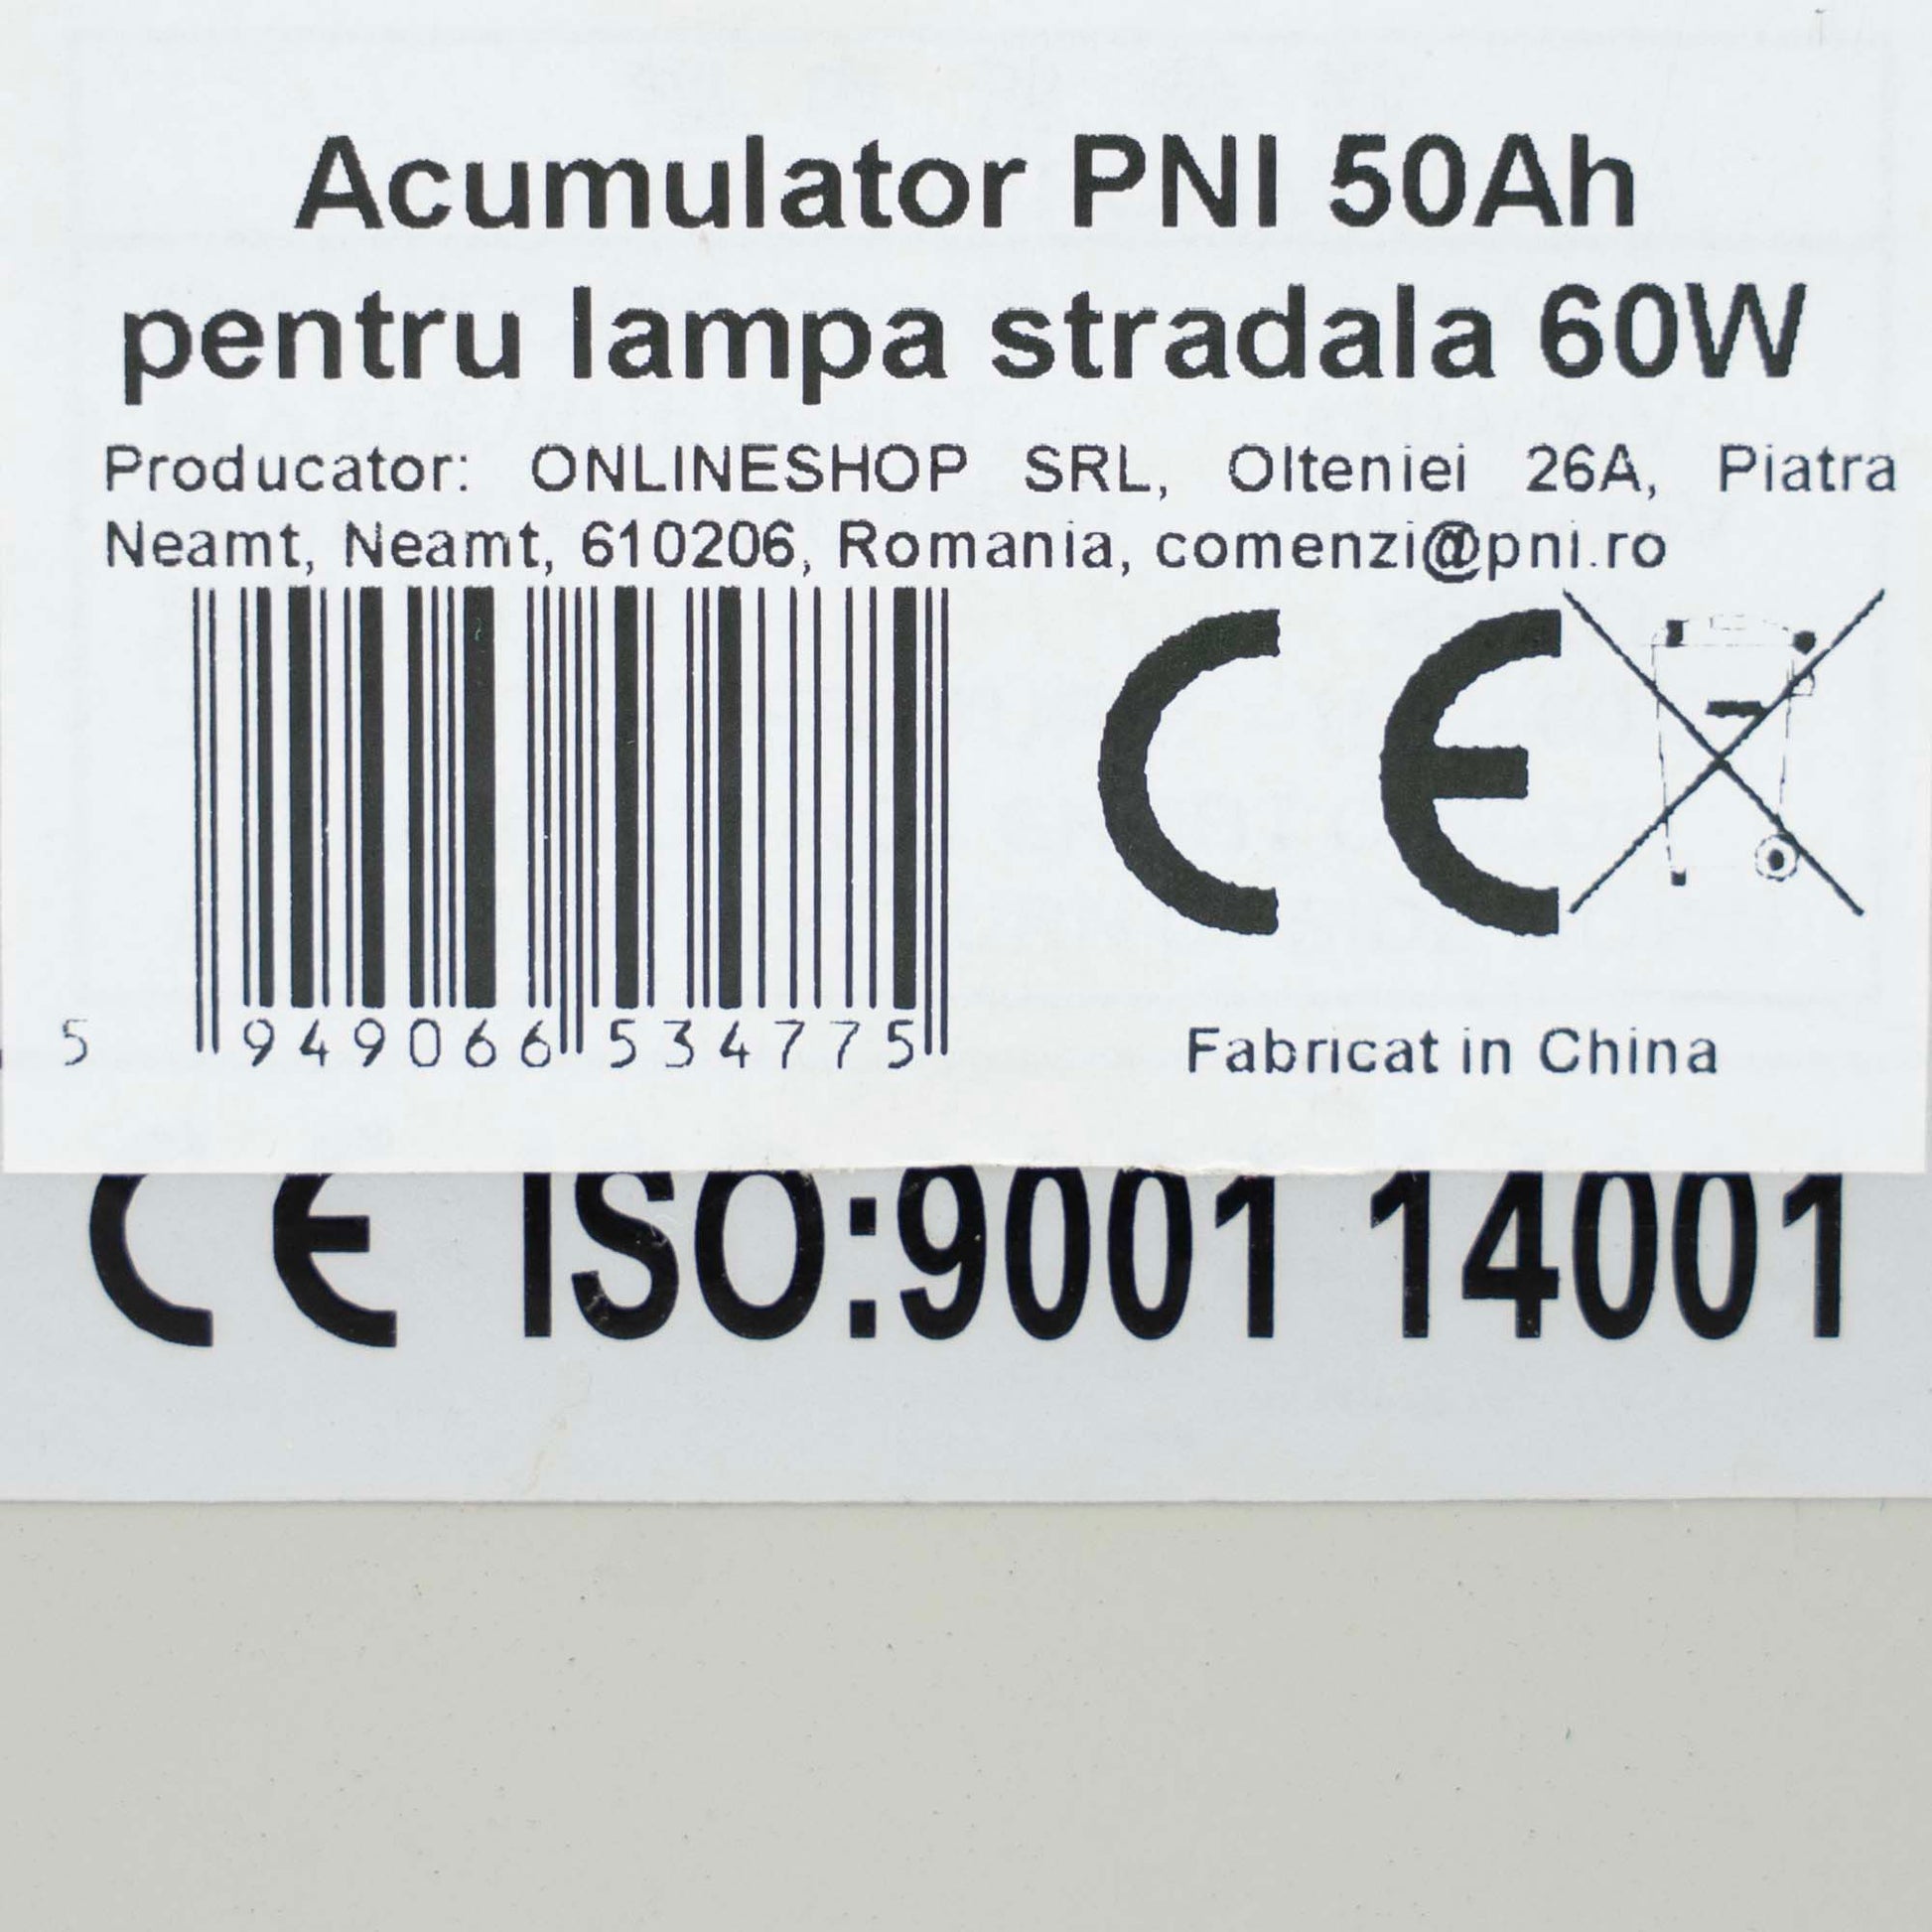 Acumulator PNI 50Ah
pentru lampa stradala 60W
Producator: ONLINESHOP SRL, Olteniei 26A, Piatra
Neamt, Neamt, 610206, Romania, comenzi@pni.ro
CE
5 949066 534775
Fabricat in China
CE ISO:9001 14001